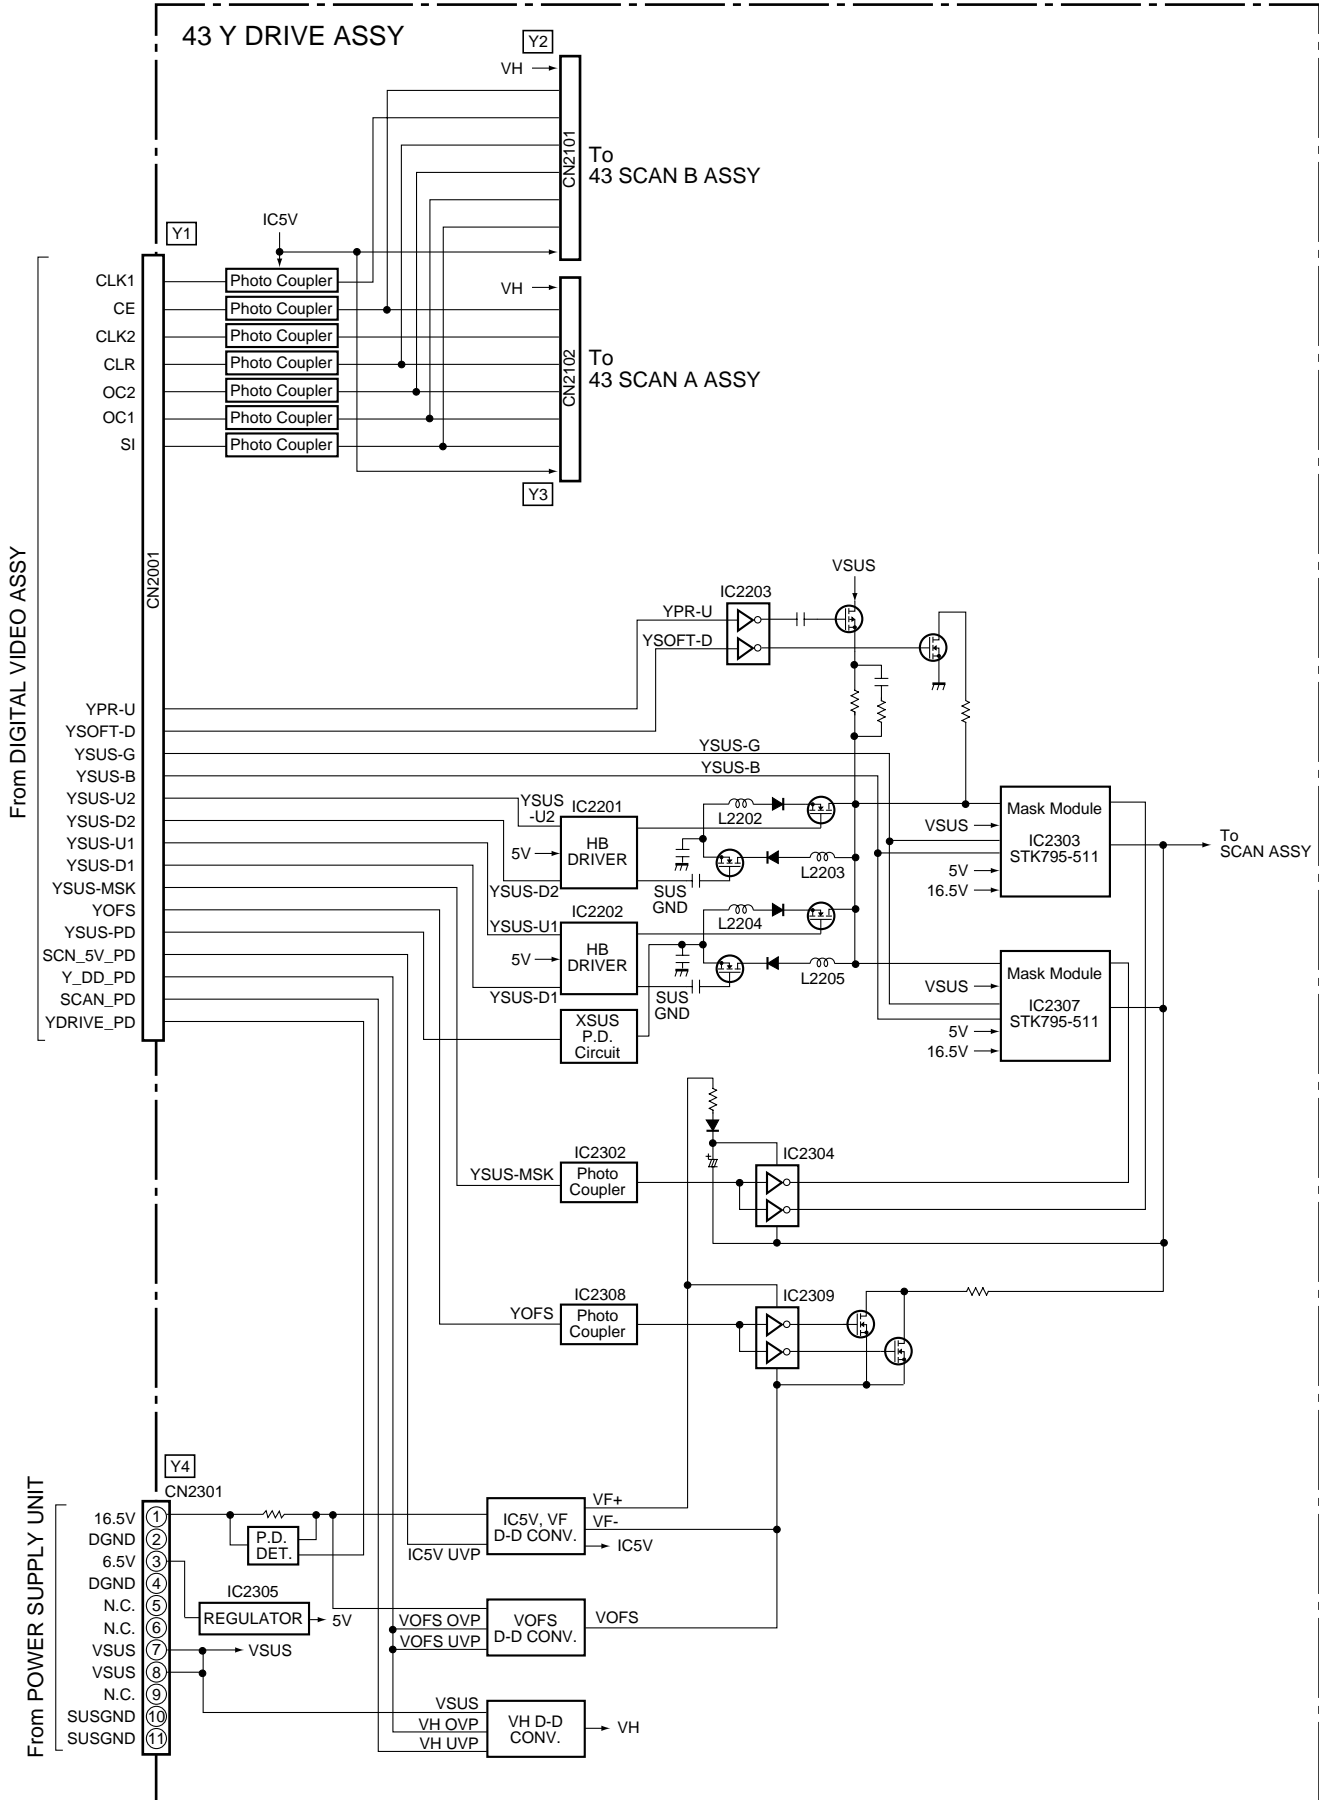 43 Y DRIVE ASSY
Y2
VH
CN2101
To
43 SCAN B ASSY
Y1
IC5V
CLK1
Photo Coupler
CE
Photo Coupler
CLK2
Photo Coupler
CLR
Photo Coupler
OC2
Photo Coupler
OC1
Photo Coupler
SI
Photo Coupler
VH
CN2102
To
43 SCAN A ASSY
Y3
CN2001
From DIGITAL VIDEO ASSY
VSUS
IC2203
YPR-U
YSOFT-D
YPR-U
YSOFT-D
YSUS-G
YSUS-B
YSUS-U2
YSUS-D2
YSUS-U1
YSUS-D1
YSUS-MSK
YOFS
YSUS-PD
SCN_5V_PD
Y_DD_PD
SCAN_PD
YDRIVE_PD
YSUS-G
YSUS-B
YSUS
-U2
IC2201
HB
DRIVER
5V
YSUS-D2
L2202
L2203
SUS
GND
IC2202
YSUS-U1
HB
DRIVER
5V
YSUS-D1
L2204
L2205
SUS
GND
XSUS
P.D.
Circuit
Mask Module
IC2303
STK795-511
VSUS
5V
16.5V
To
SCAN ASSY
Mask Module
IC2307
STK795-511
VSUS
5V
16.5V
+
YSUS-MSK
IC2302
Photo
Coupler
IC2304
YOFS
IC2308
Photo
Coupler
IC2309
Y4
CN2301
From POWER SUPPLY UNIT
16.5V 1
DGND 2
6.5V 3
DGND 4
N.C. 5
N.C. 6
VSUS 7
VSUS 8
N.C. 9
SUSGND 10
SUSGND 11
P.D.
DET.
IC2305
REGULATOR
5V
VSUS
IC5V UVP
IC5V, VF
D-D CONV.
VF+
VF-
IC5V
VOFS OVP
VOFS UVP
VOFS
D-D CONV.
VOFS
VSUS
VH OVP
VH UVP
VH D-D
CONV.
VH